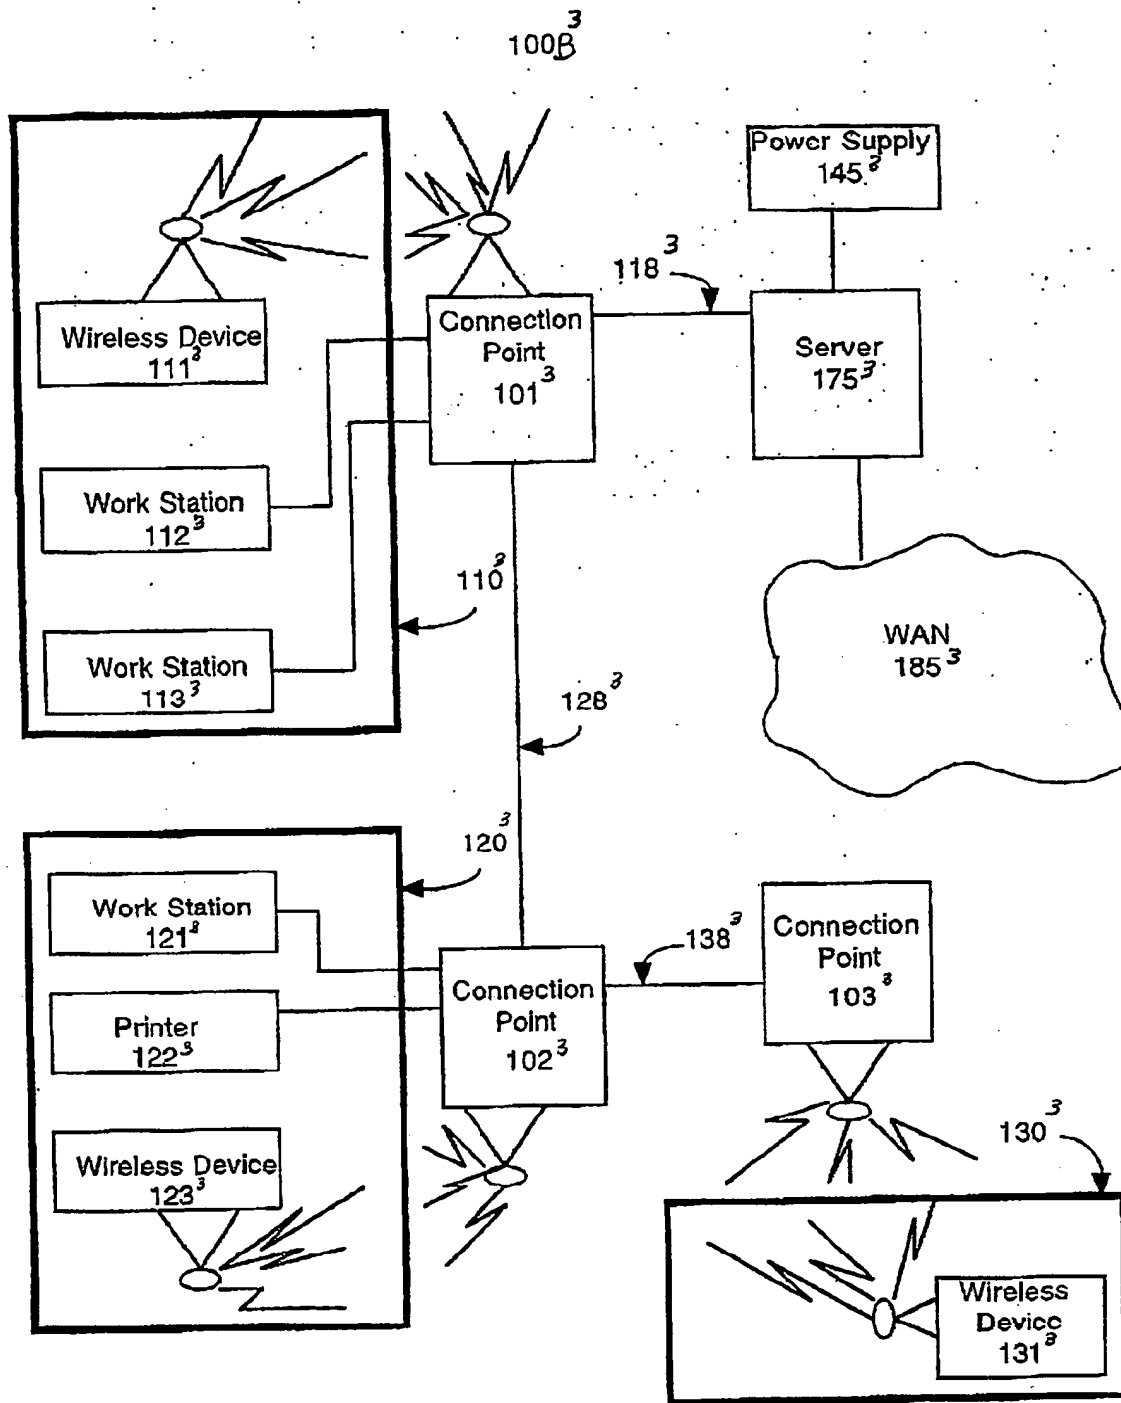 100B³
Power Supply
145³
118³
Wireless Device
111³
Connection
Point
101³
Server
175³
Work Station
112³
110³
Work Station
113³
WAN
185³
128³
120³
Work Station
121³
Connection
Point
103³
138³
Connection
Point
102³
Printer
122³
130³
Wireless Device
123³
Wireless
Device
131³